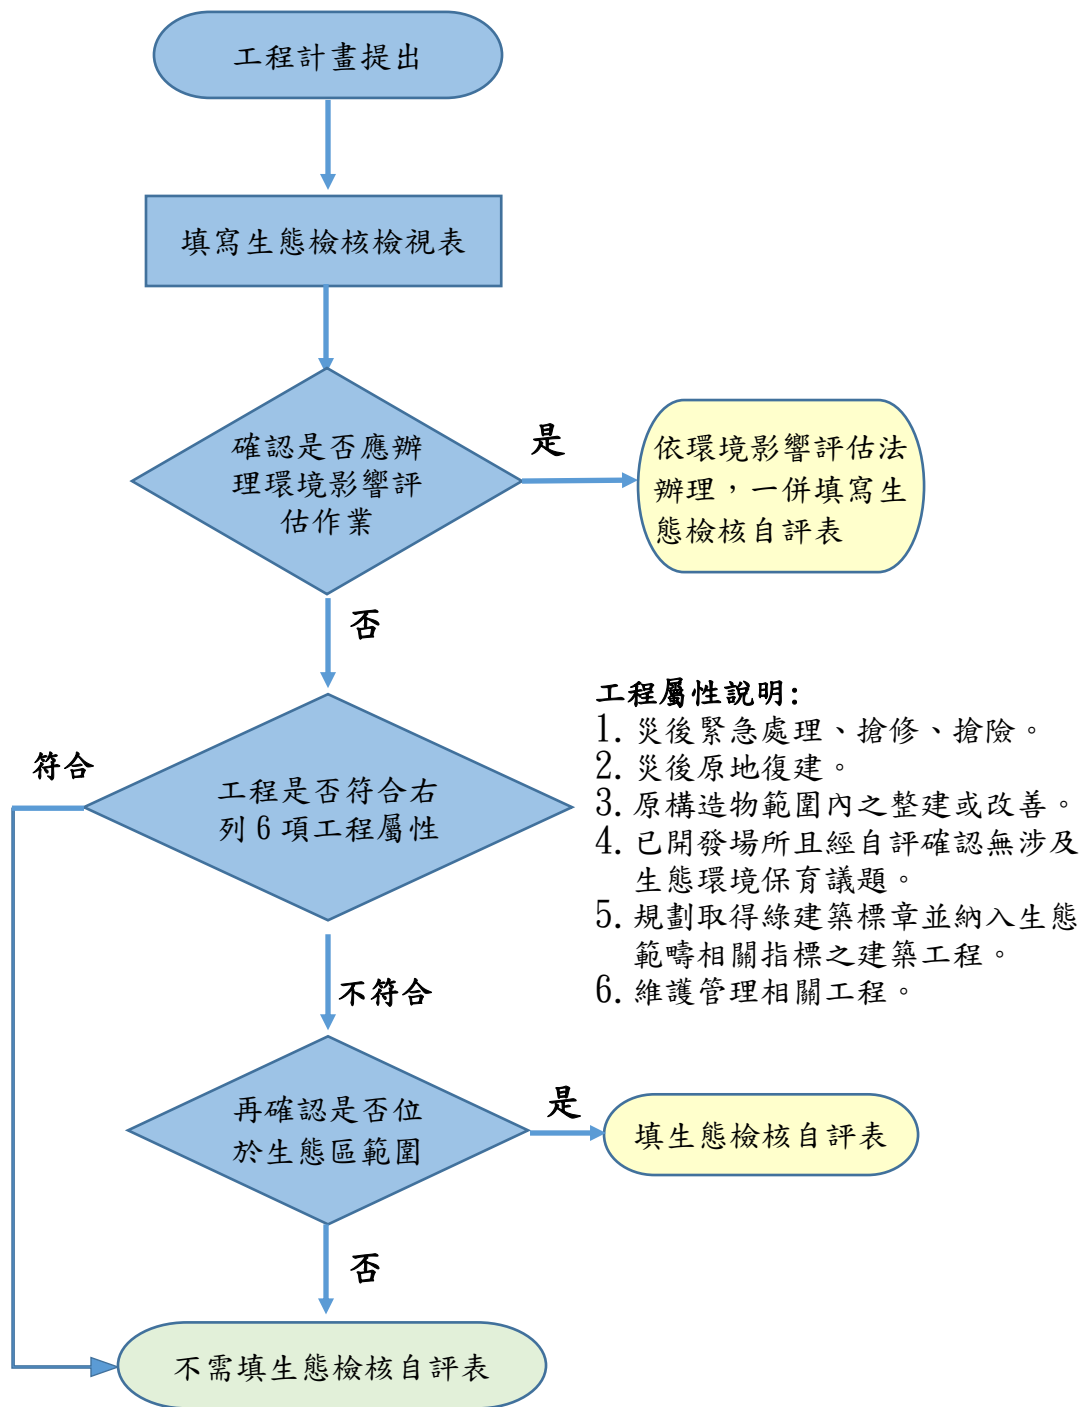 工程計畫提出
填寫生態檢核檢視表
確認是否應辦
理環境影響評
估作業
是
依環境影響評估法
辦理，一併填寫生
態檢核自評表
否
工程是否符合右
列 6 項工程屬性
符合
工程屬性說明:
1. 災後緊急處理、搶修、搶險。
2. 災後原地復建。
3. 原構造物範圍內之整建或改善。
4. 已開發場所且經自評確認無涉及
生態環境保育議題。
5. 規劃取得綠建築標章並納入生態
範疇相關指標之建築工程。
6. 維護管理相關工程。
不符合
再確認是否位
於生態區範圍
是
填生態檢核自評表
否
不需填生態檢核自評表